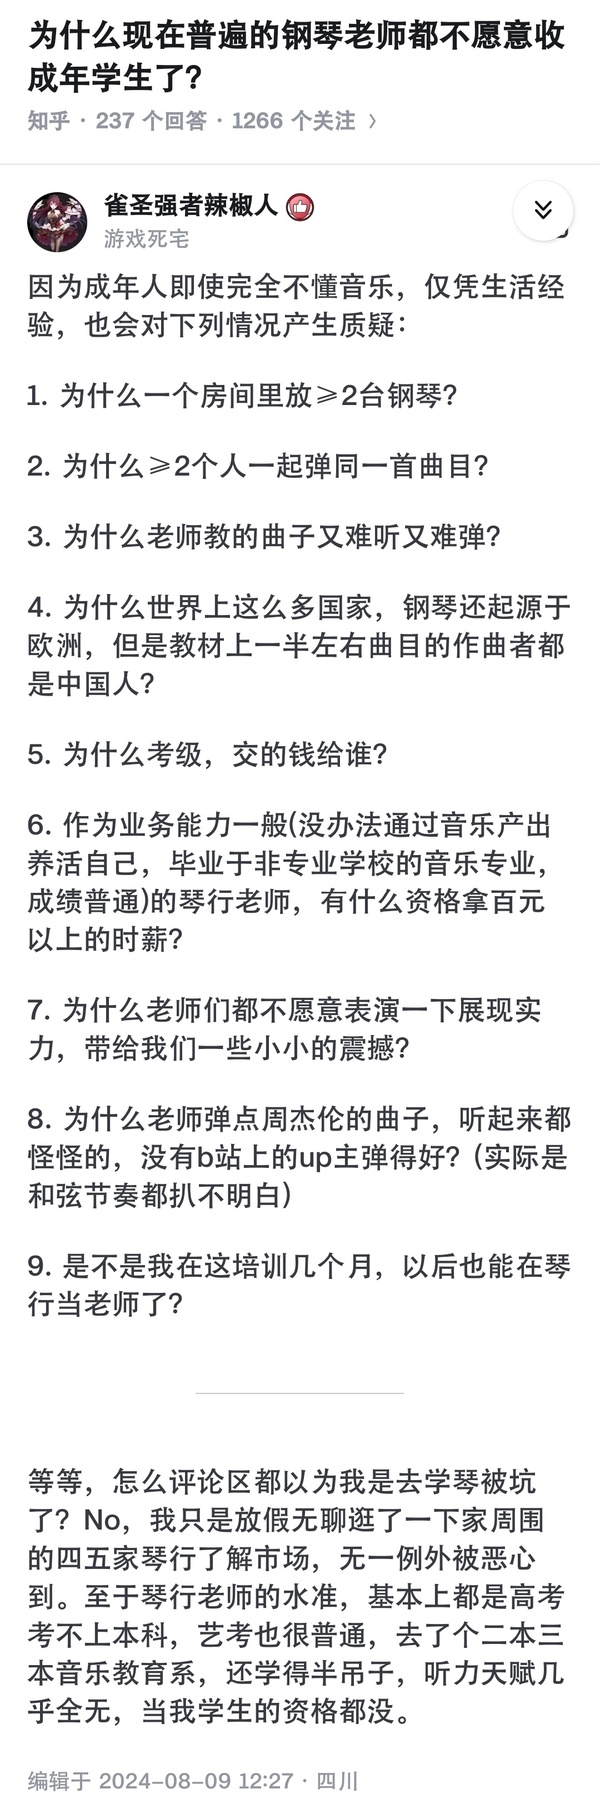 为什么现在普遍的钢琴老师都不愿意收
成年学生了?
知乎 · 237 个回答 · 1266 个关注 〉
雀圣强者辣椒人
游戏死宅
因为成年人即使完全不懂音乐，仅凭生活经
验，也会对下列情况产生质疑：
1. 为什么一个房间里放⩾2台钢琴?
2. 为什么⩾2个人一起弹同一首曲目?
3. 为什么老师教的曲子又难听又难弹?
4. 为什么世界上这么多国家，钢琴还起源于
欧洲，但是教材上一半左右曲目的作曲者都
是中国人?
5. 为什么考级，交的钱给谁?
6. 作为业务能力一般(没办法通过音乐产出
养活自己，毕业于非专业学校的音乐专业，
成绩普通)的琴行老师，有什么资格拿百元
以上的时薪?
7. 为什么老师们都不愿意表演一下展现实
力，带给我们一些小小的震撼?
8. 为什么老师弹点周杰伦的曲子，听起来都
怪怪的，没有b站上的up主弹得好?（实际是
和弦节奏都扒不明白）
9. 是不是我在这培训几个月，以后也能在琴
行当老师了?
等等，怎么评论区都以为我是去学琴被坑
了? No，我只是放假无聊逛了一下家周围
的四五家琴行了解市场，无一例外被恶心
到。至于琴行老师的水准，基本上都是高考
考不上本科，艺考也很普通，去了个二本三
本音乐教育系，还学得半吊子，听力天赋几
乎全无，当我学生的资格都没。
编辑于 2024-08-09 12:27 · 四川